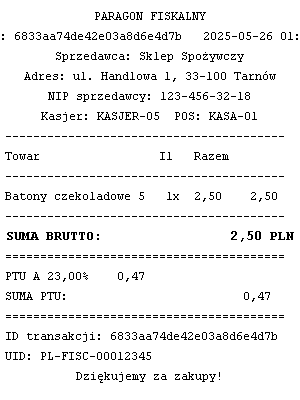 PARAGON FISKALNY
: 6833aa74de42e03a8d6e4d7b 2025-05-26 01:
Sprzedawca: Sklep Spożywczy
Adres: ul. Handlowa 1, 33-100 Tarnów
NIP sprzedawcy: 123-456-32-18
Kasjer: KASJER-05 POS: KASA-01
----------------------------------------
Towar Il Razem
----------------------------------------
Batony czekoladowe 5 1x 2,50 2,50
----------------------------------------
SUMA BRUTTO: 2,50 PLN
========================================
PTU A 23,00% 0,47
SUMA PTU: 0,47
========================================
ID transakcji: 6833aa74de42e03a8d6e4d7b
UID: PL-FISC-00012345
Dziękujemy za zakupy!